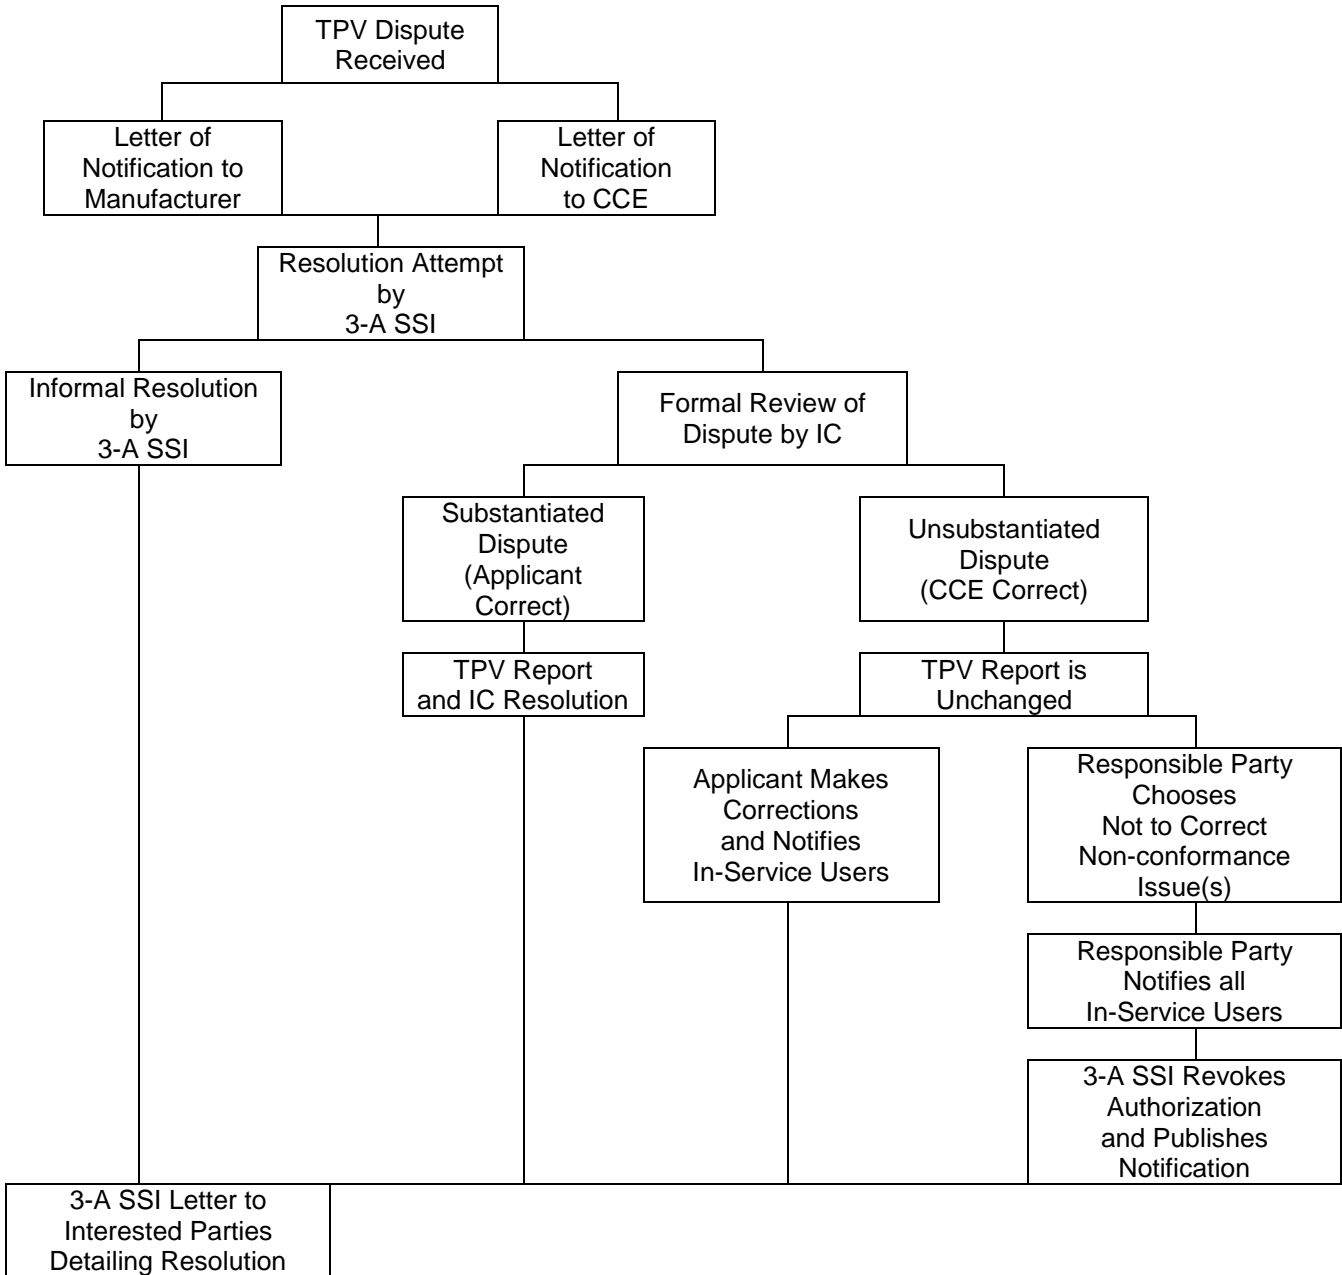 TPV Dispute
Received
Letter of
Notification to
Manufacturer
Letter of
Notification
to CCE
Resolution Attempt
by
3-A SSI
Informal Resolution
by
3-A SSI
Formal Review of
Dispute by IC
Substantiated
Dispute
(Applicant
Correct)
Unsubstantiated
Dispute
(CCE Correct)
TPV Report
and IC Resolution
TPV Report is
Unchanged
Applicant Makes
Corrections
and Notifies
In-Service Users
Responsible Party
Chooses
Not to Correct
Non-conformance
Issue(s)
Responsible Party
Notifies all
In-Service Users
3-A SSI Revokes
Authorization
and Publishes
Notification
3-A SSI Letter to
Interested Parties
Detailing Resolution